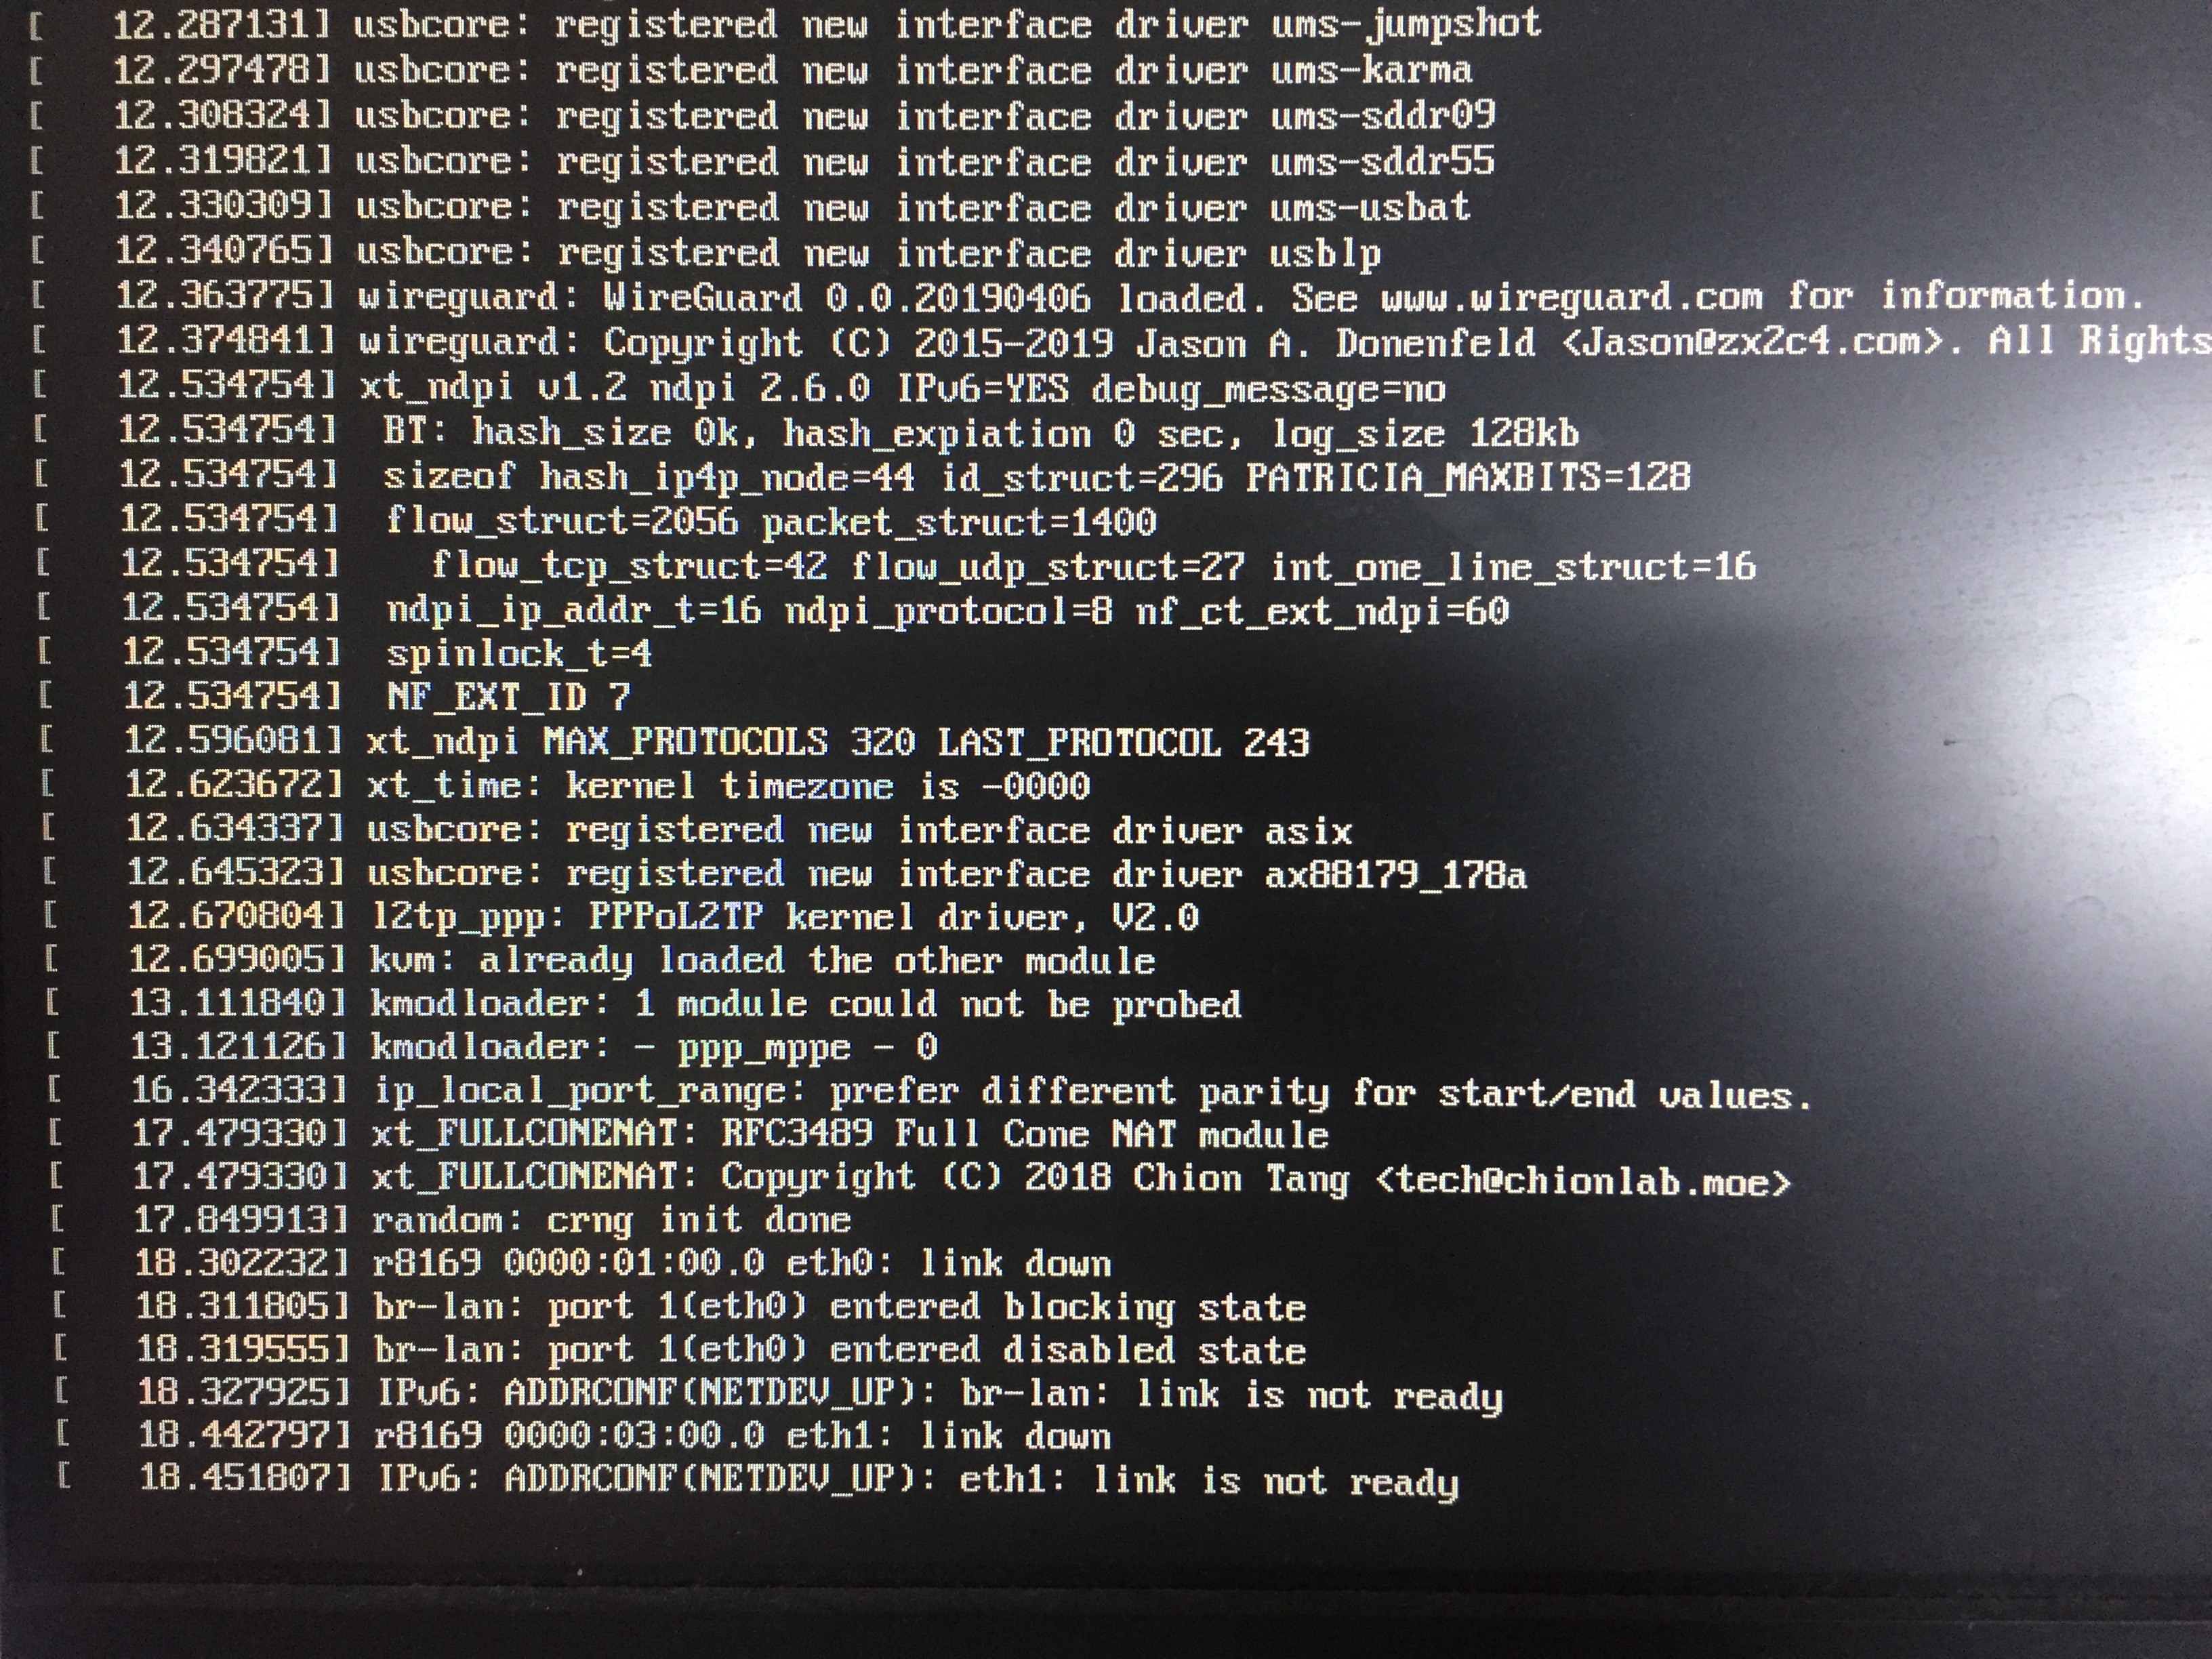 [   12.287131] usbcore: registered new interface driver ums-jumpshot
[   12.297478] usbcore: registered new interface driver ums-karma
[   12.308324] usbcore: registered new interface driver ums-sddr09
[   12.319821] usbcore: registered new interface driver ums-sddr55
[   12.330309] usbcore: registered new interface driver ums-usbat
[   12.340765] usbcore: registered new interface driver usblp
[   12.363775] wireguard: WireGuard 0.0.20190406 loaded. See www.wireguard.com for information.
[   12.374841] wireguard: Copyright (C) 2015-2019 Jason A. Donenfeld <Jason@zx2c4.com>. All Rights
[   12.534754] xt_ndpi v1.2 ndpi 2.6.0 IPv6=YES debug_message=no
[   12.534754]  BT: hash_size 0k, hash_expiation 0 sec, log_size 128kb
[   12.534754]  sizeof hash_ip4p_node=44 id_struct=296 PATRICIA_MAXBITS=128
[   12.534754]  flow_struct=2056 packet_struct=1400
[   12.534754]    flow_tcp_struct=42 flow_udp_struct=27 int_one_line_struct=16
[   12.534754]  ndpi_ip_addr_t=16 ndpi_protocol=8 nf_ct_ext_ndpi=60
[   12.534754]  spinlock_t=4
[   12.534754]  NF_EXT_ID 7
[   12.596081] xt_ndpi MAX_PROTOCOLS 320 LAST_PROTOCOL 243
[   12.623672] xt_time: kernel timezone is -0000
[   12.634337] usbcore: registered new interface driver asix
[   12.645323] usbcore: registered new interface driver ax88179_178a
[   12.670804] l2tp_ppp: PPPoL2TP kernel driver, V2.0
[   12.699005] kvm: already loaded the other module
[   13.111840] kmodloader: 1 module could not be probed
[   13.121126] kmodloader: - ppp_mppe - 0
[   16.342333] ip_local_port_range: prefer different parity for start/end values.
[   17.479330] xt_FULLCONENAT: RFC3489 Full Cone NAT module
[   17.479330] xt_FULLCONENAT: Copyright (C) 2018 Chion Tang <tech@chionlab.moe>
[   17.849913] random: crng init done
[   18.302232] r8169 0000:01:00.0 eth0: link down
[   18.311805] br-lan: port 1(eth0) entered blocking state
[   18.319555] br-lan: port 1(eth0) entered disabled state
[   18.327925] IPv6: ADDRCONF(NETDEV_UP): br-lan: link is not ready
[   18.442797] r8169 0000:03:00.0 eth1: link down
[   18.451807] IPv6: ADDRCONF(NETDEV_UP): eth1: link is not ready